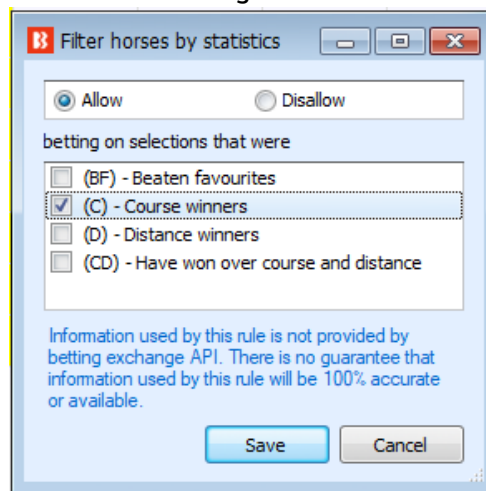 Filter horses by statistics
Allow Disallow
betting on selections that were
(BF) - Beaten favourites
(C) - Course winners
(D) - Distance winners
(CD) - Have won over course and distance
Information used by this rule is not provided by
betting exchange API. There is no guarantee that
information used by this rule will be 100% accurate
or available.
Save Cancel